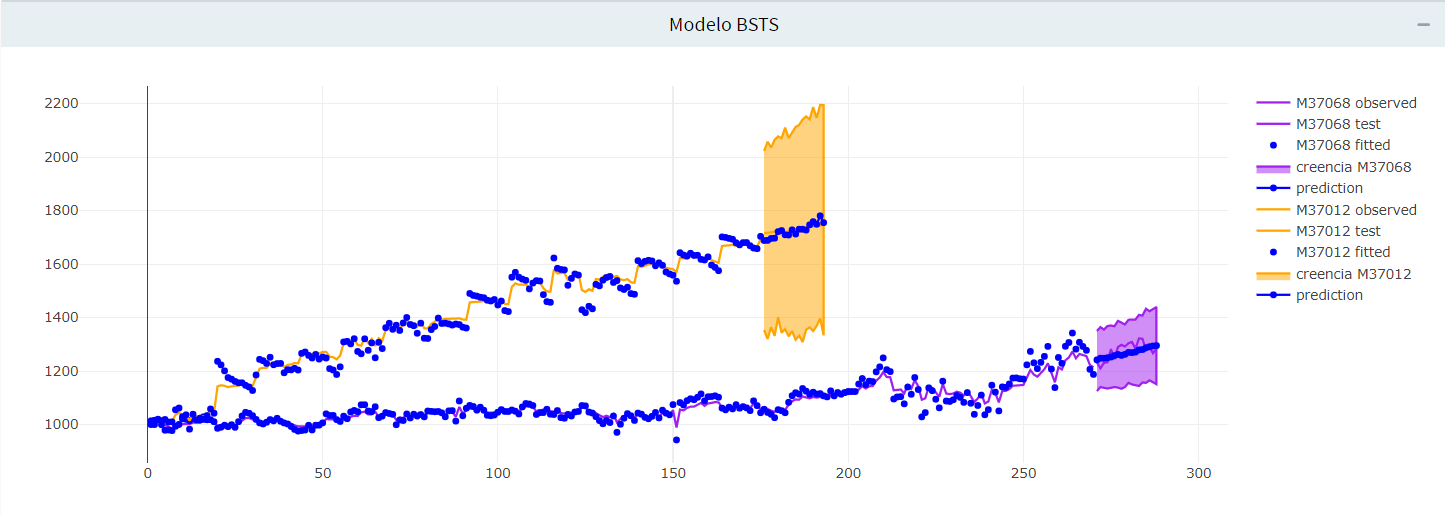 Modelo BSTS
2200
2000
1800
1600
1400
1200
1000
0 50 100 150 200 250 300
M37068 observed
M37068 test
M37068 fitted
creencia M37068
prediction
M37012 observed
M37012 test
M37012 fitted
creencia M37012
prediction